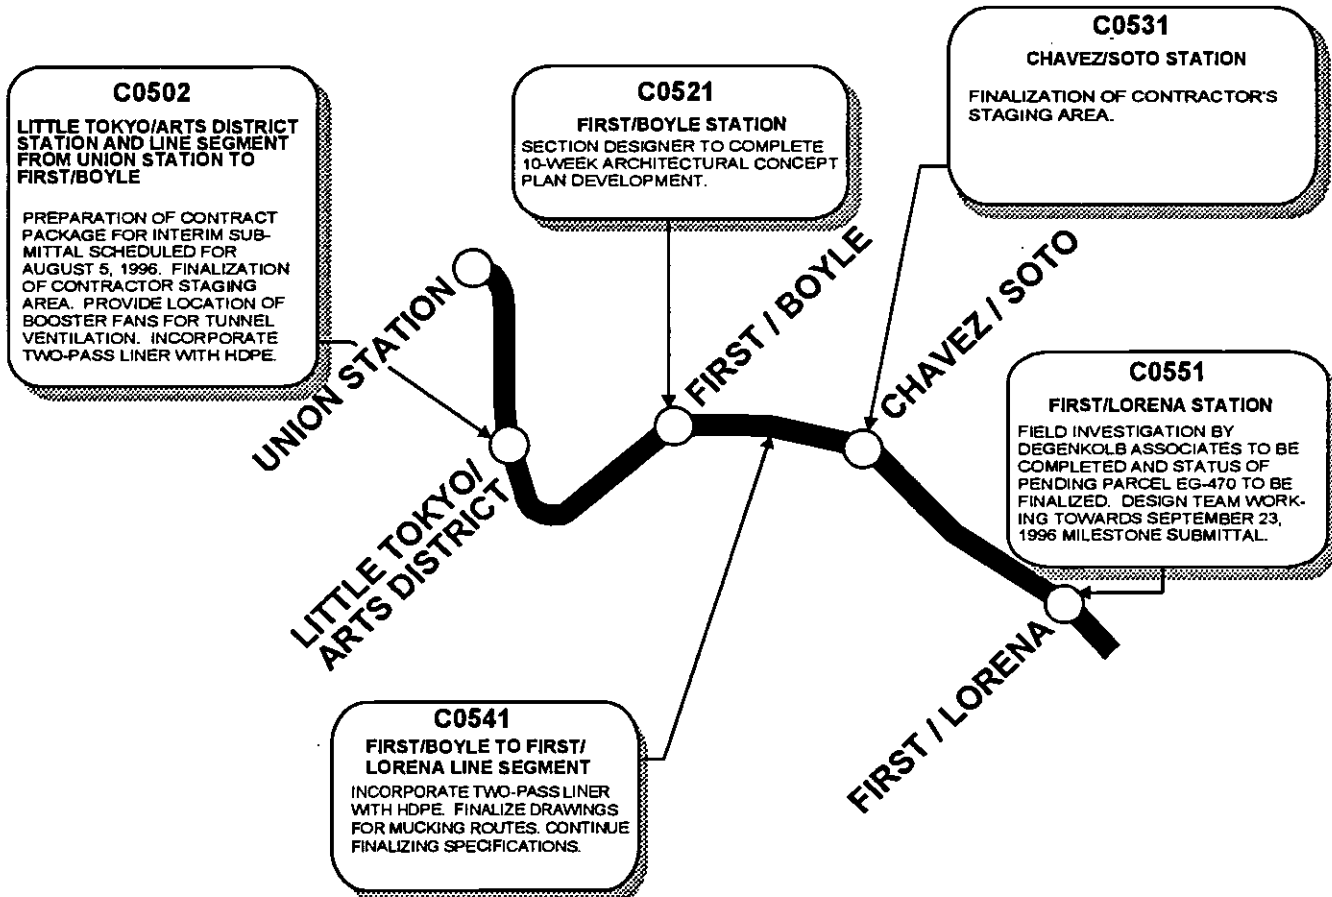 C0502
LITTLE TOKYO/ARTS DISTRICT
STATION AND LINE SEGMENT
FROM UNION STATION TO
FIRST/BOYLE
PREPARATION OF CONTRACT
PACKAGE FOR INTERIM SUB-
MITTAL SCHEDULED FOR
AUGUST 5, 1996. FINALIZATION
OF CONTRACTOR STAGING
AREA. PROVIDE LOCATION OF
BOOSTER FANS FOR TUNNEL
VENTILATION. INCORPORATE
TWO-PASS LINER WITH HDPE.
C0521
FIRST/BOYLE STATION
SECTION DESIGNER TO COMPLETE
10-WEEK ARCHITECTURAL CONCEPT
PLAN DEVELOPMENT.
C0531
CHAVEZ/SOTO STATION
FINALIZATION OF CONTRACTOR'S
STAGING AREA.
UNION STATION
LITTLE TOKYO/
ARTS DISTRICT
FIRST / BOYLE
CHAVEZ / SOTO
FIRST / LORENA
C0551
FIRST/LORENA STATION
FIELD INVESTIGATION BY
DEGENKOLB ASSOCIATES TO BE
COMPLETED AND STATUS OF
PENDING PARCEL EG-470 TO BE
FINALIZED. DESIGN TEAM WORK-
ING TOWARDS SEPTEMBER 23,
1996 MILESTONE SUBMITTAL.
C0541
FIRST/BOYLE TO FIRST/
LORENA LINE SEGMENT
INCORPORATE TWO-PASS LINER
WITH HDPE. FINALIZE DRAWINGS
FOR MUCKING ROUTES. CONTINUE
FINALIZING SPECIFICATIONS.